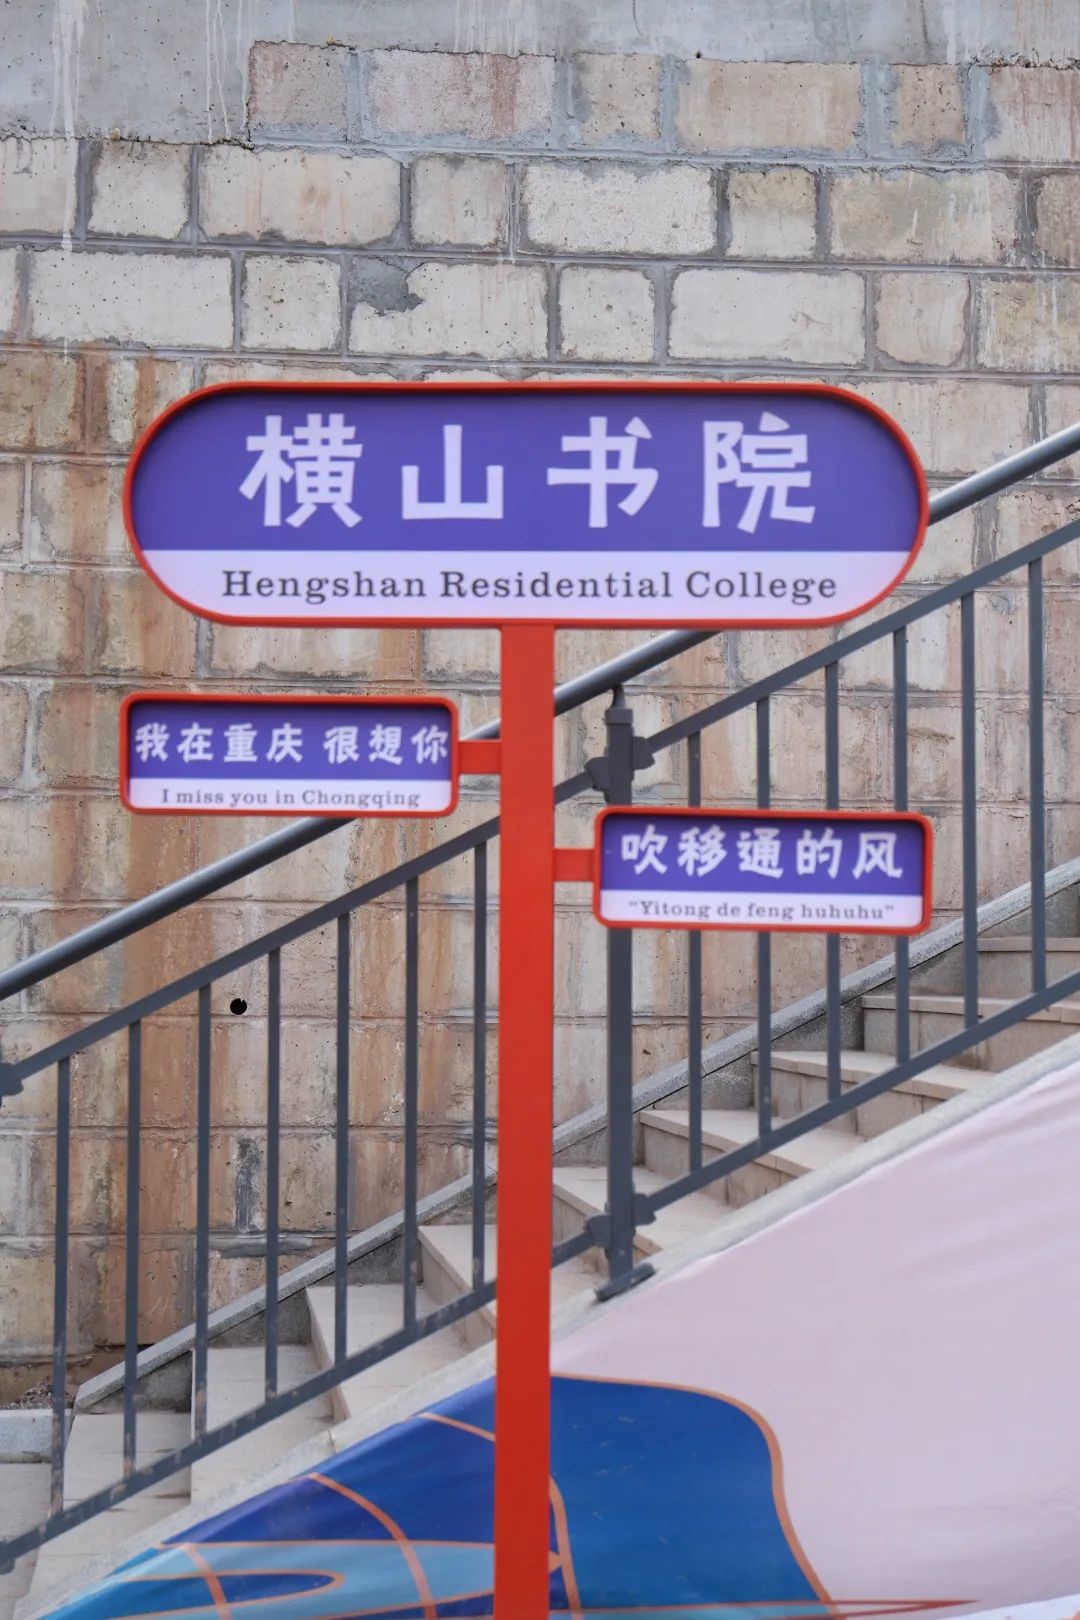 横山书院
Hengshan Residential College
我在重庆 很想你
I miss you in Chongqing
吹移通的风
"Yitong de feng huhuhu"